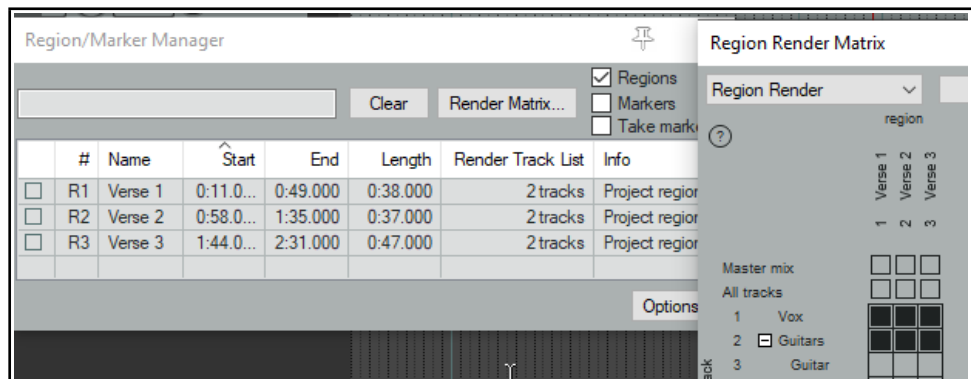 Region/Marker Manager
Clear
Render Matrix...
Regions
Markers
Take mark
# Name Start End Length Render Track List Info
R1 Verse 1 0:11.0... 0:49.000 0:38.000 2 tracks Project region
R2 Verse 2 0:58.0... 1:35.000 0:37.000 2 tracks Project region
R3 Verse 3 1:44.0... 2:31.000 0:47.000 2 tracks Project region
Options
Region Render Matrix
Region Render
?
region
1 Verse 1
2 Verse 2
3 Verse 3
Master mix
All tracks
1 Vox
2 Guitars
3 Guitar